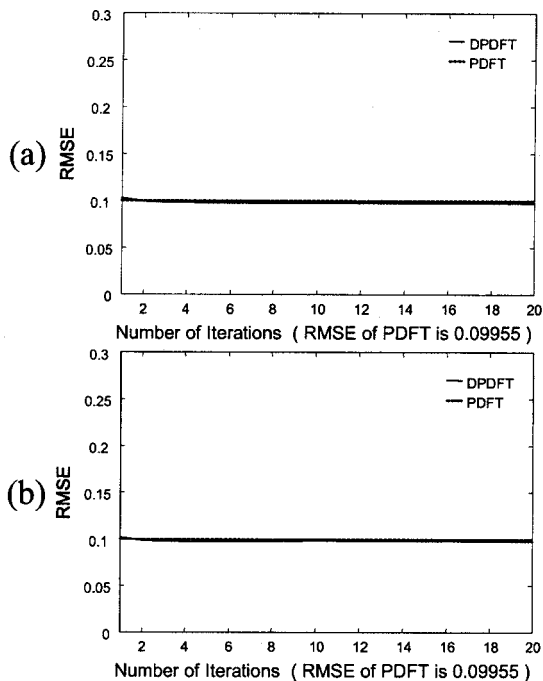 0.3
DPDFT
PDFT
0.25
0.2
(a)
RMSE
0.15
0.1
0.05
0
2 4 6 8 10 12 14 16 18 20
Number of Iterations ( RMSE of PDFT is 0.09955 )
0.3
DPDFT
PDFT
0.25
0.2
(b)
RMSE
0.15
0.1
0.05
0
2 4 6 8 10 12 14 16 18 20
Number of Iterations ( RMSE of PDFT is 0.09955 )